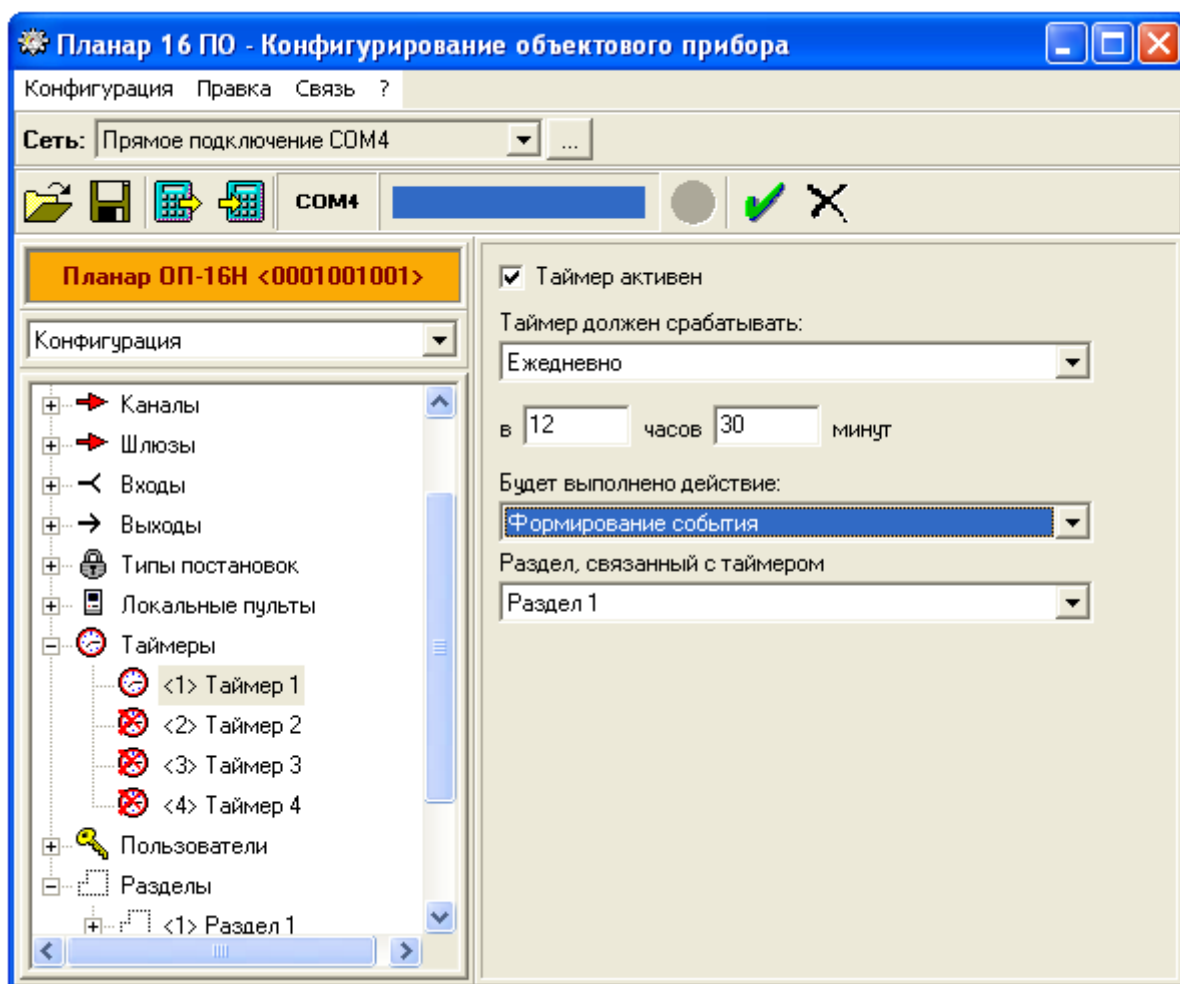 Планар 16 ПО - Конфигурирование объектового прибора
Конфигурация Правка Связь ?
Сеть: Прямое подключение COM4 ...
COM4
Планар ОП-16Н <0001001001>
Конфигурация
Каналы
Шлюзы
Входы
Выходы
Типы постановок
Локальные пульты
Таймеры
<1> Таймер 1
<2> Таймер 2
<3> Таймер 3
<4> Таймер 4
Пользователи
Разделы
<1> Раздел 1
Таймер активен
Таймер должен срабатывать:
Ежедневно
в 12 часов 30 минут
Будет выполнено действие:
Формирование события
Раздел, связанный с таймером
Раздел 1